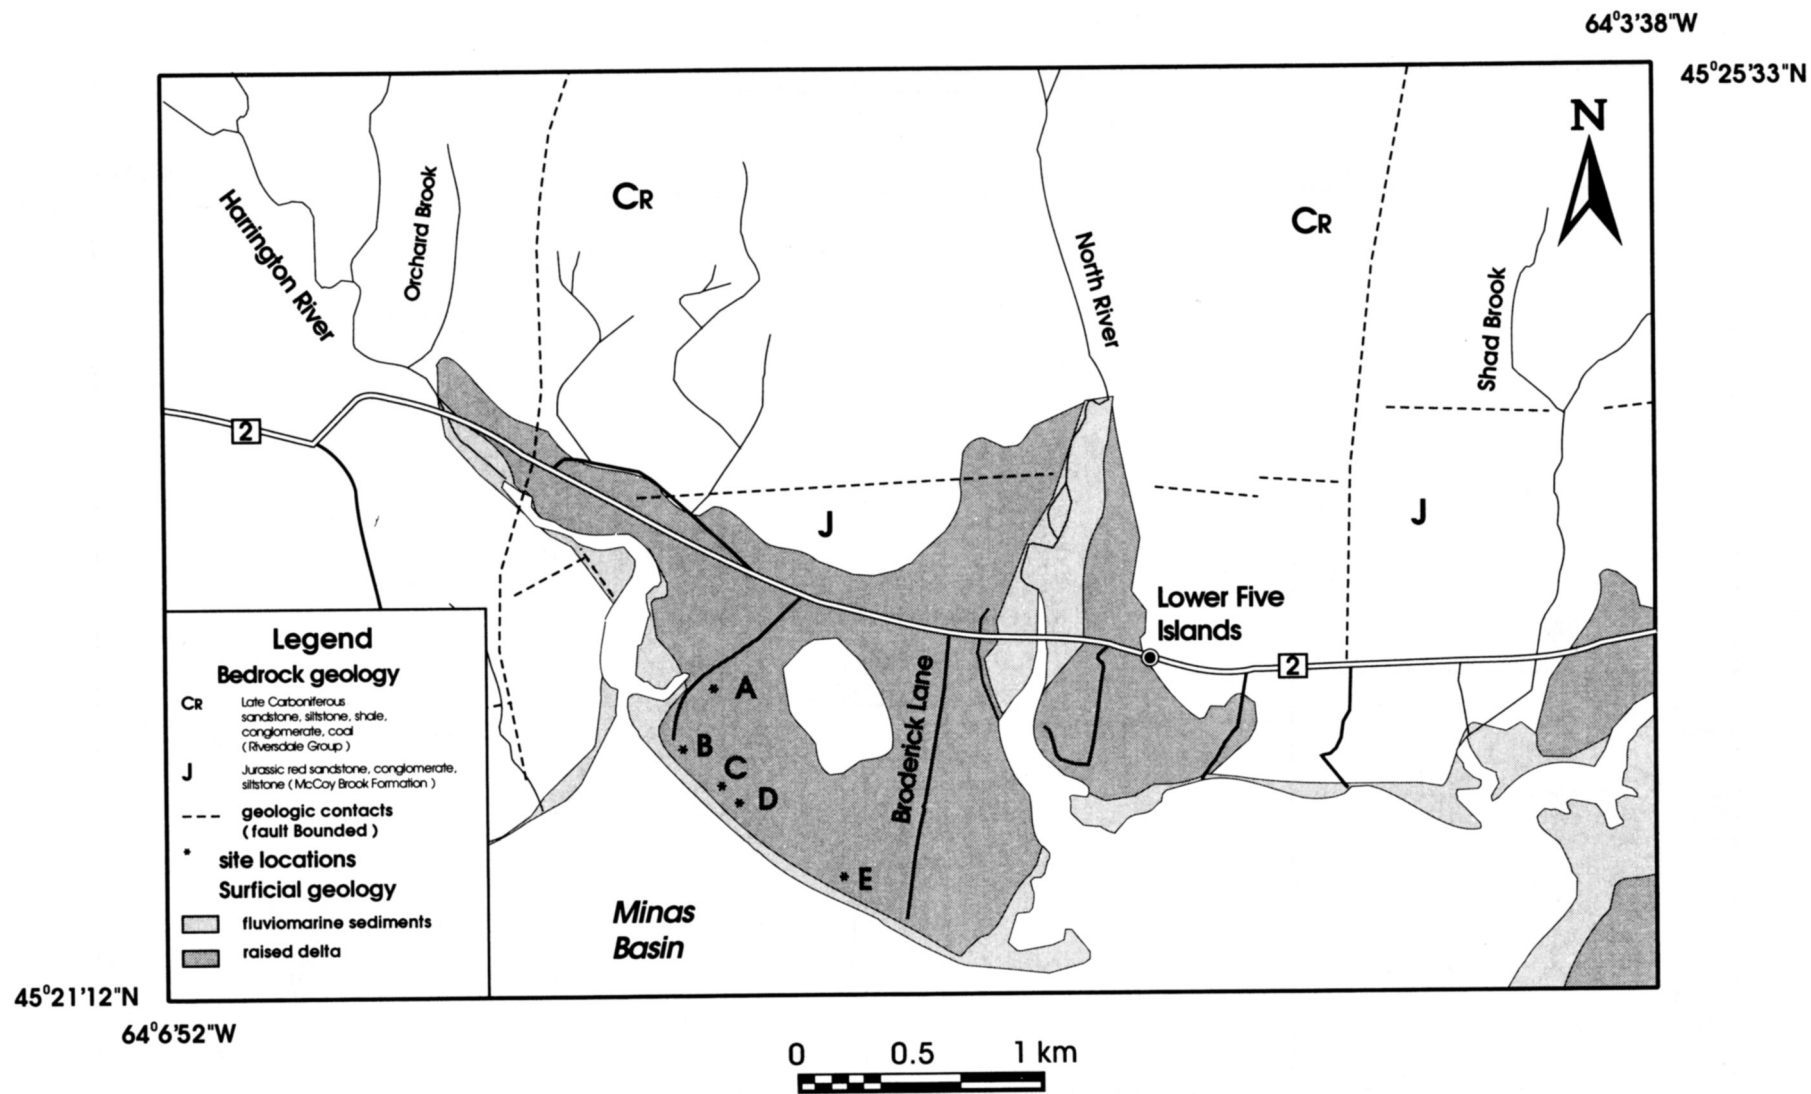 64°3'38"W
45°25'33"N
N
CR
CR
Harrington River
Orchard Brook
North River
Shad Brook
2
J
J
Lower Five
Islands
2
Legend
Bedrock geology
CR Late Carboniferous
sandstone, siltstone, shale,
conglomerate, coal
( Riversdale Group )
J Jurassic red sandstone, conglomerate,
siltstone ( McCoy Brook Formation )
geologic contacts
( fault Bounded )
* site locations
Surficial geology
fluviomarine sediments
raised delta
* A
* B
C
*
* D
* E
Broderick Lane
Minas
Basin
45°21'12"N
64°6'52"W
0 0.5 1 km